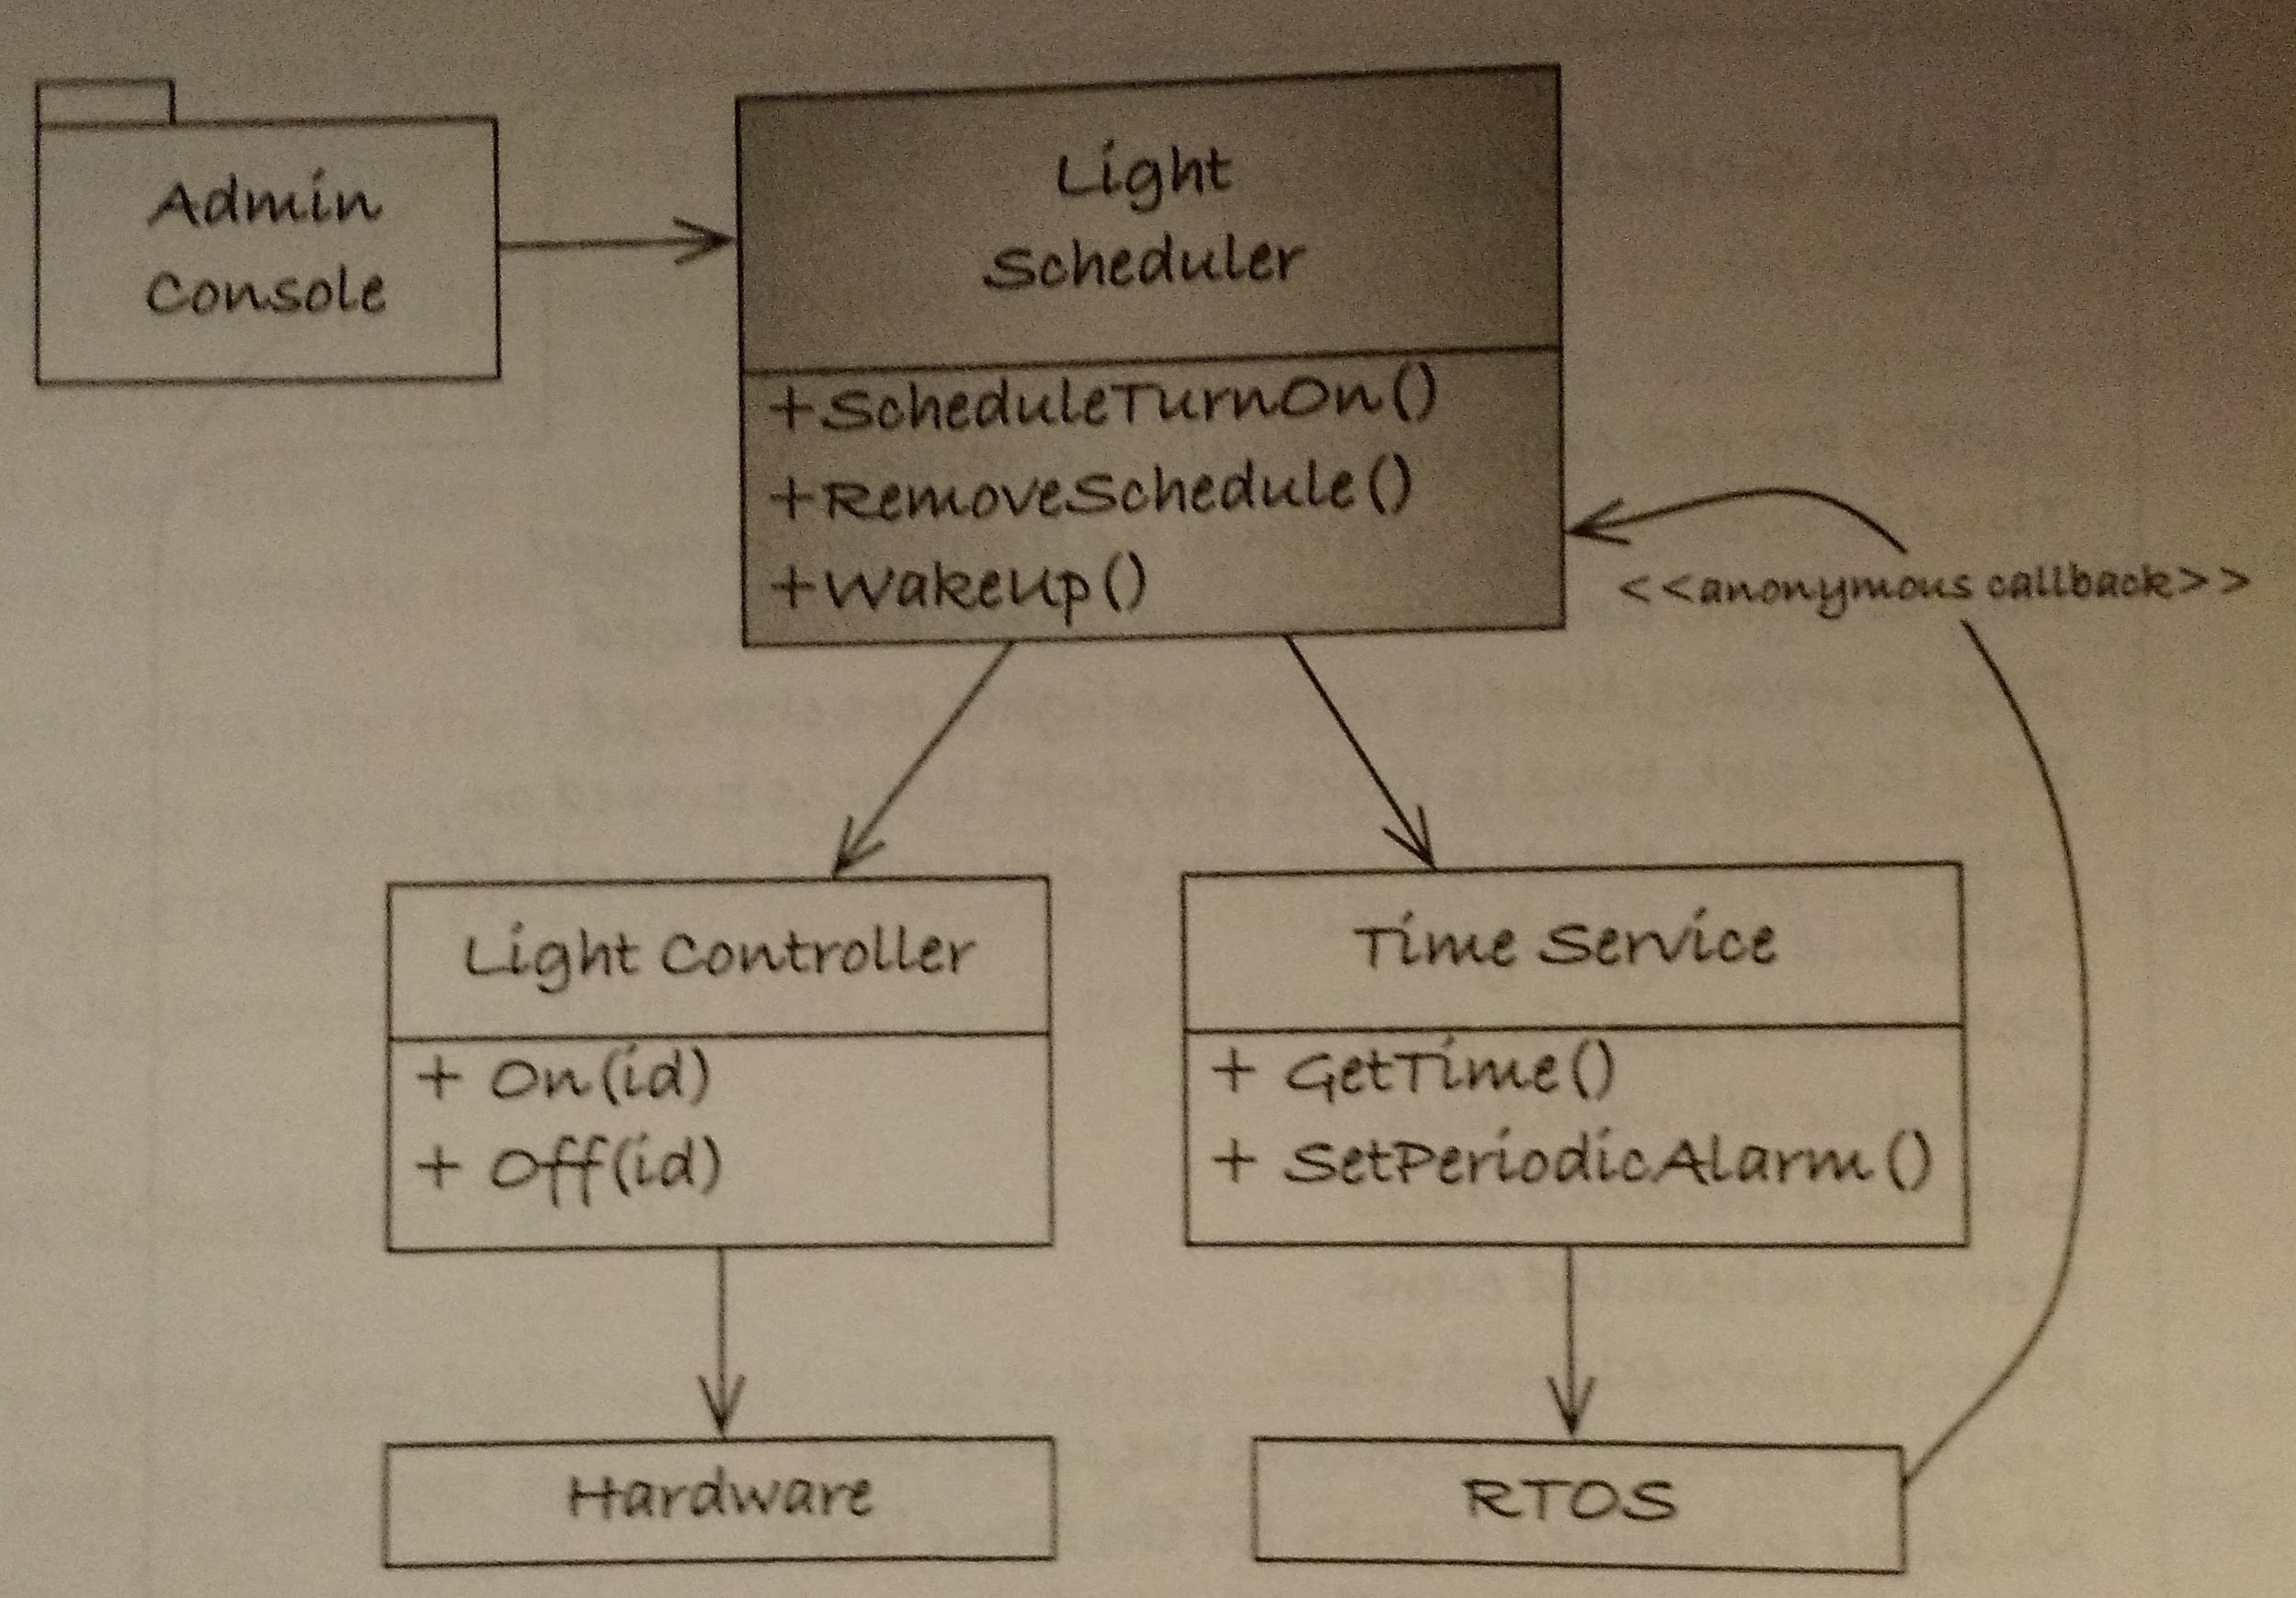 Admin
Console
Light
Scheduler
+ScheduleTurnOn()
+RemoveSchedule()
+WakeUp()
<<anonymous callback>>
Light Controller
+ On(id)
+ Off(id)
Time Service
+ GetTime()
+ SetPeriodicAlarm()
Hardware
RTOS